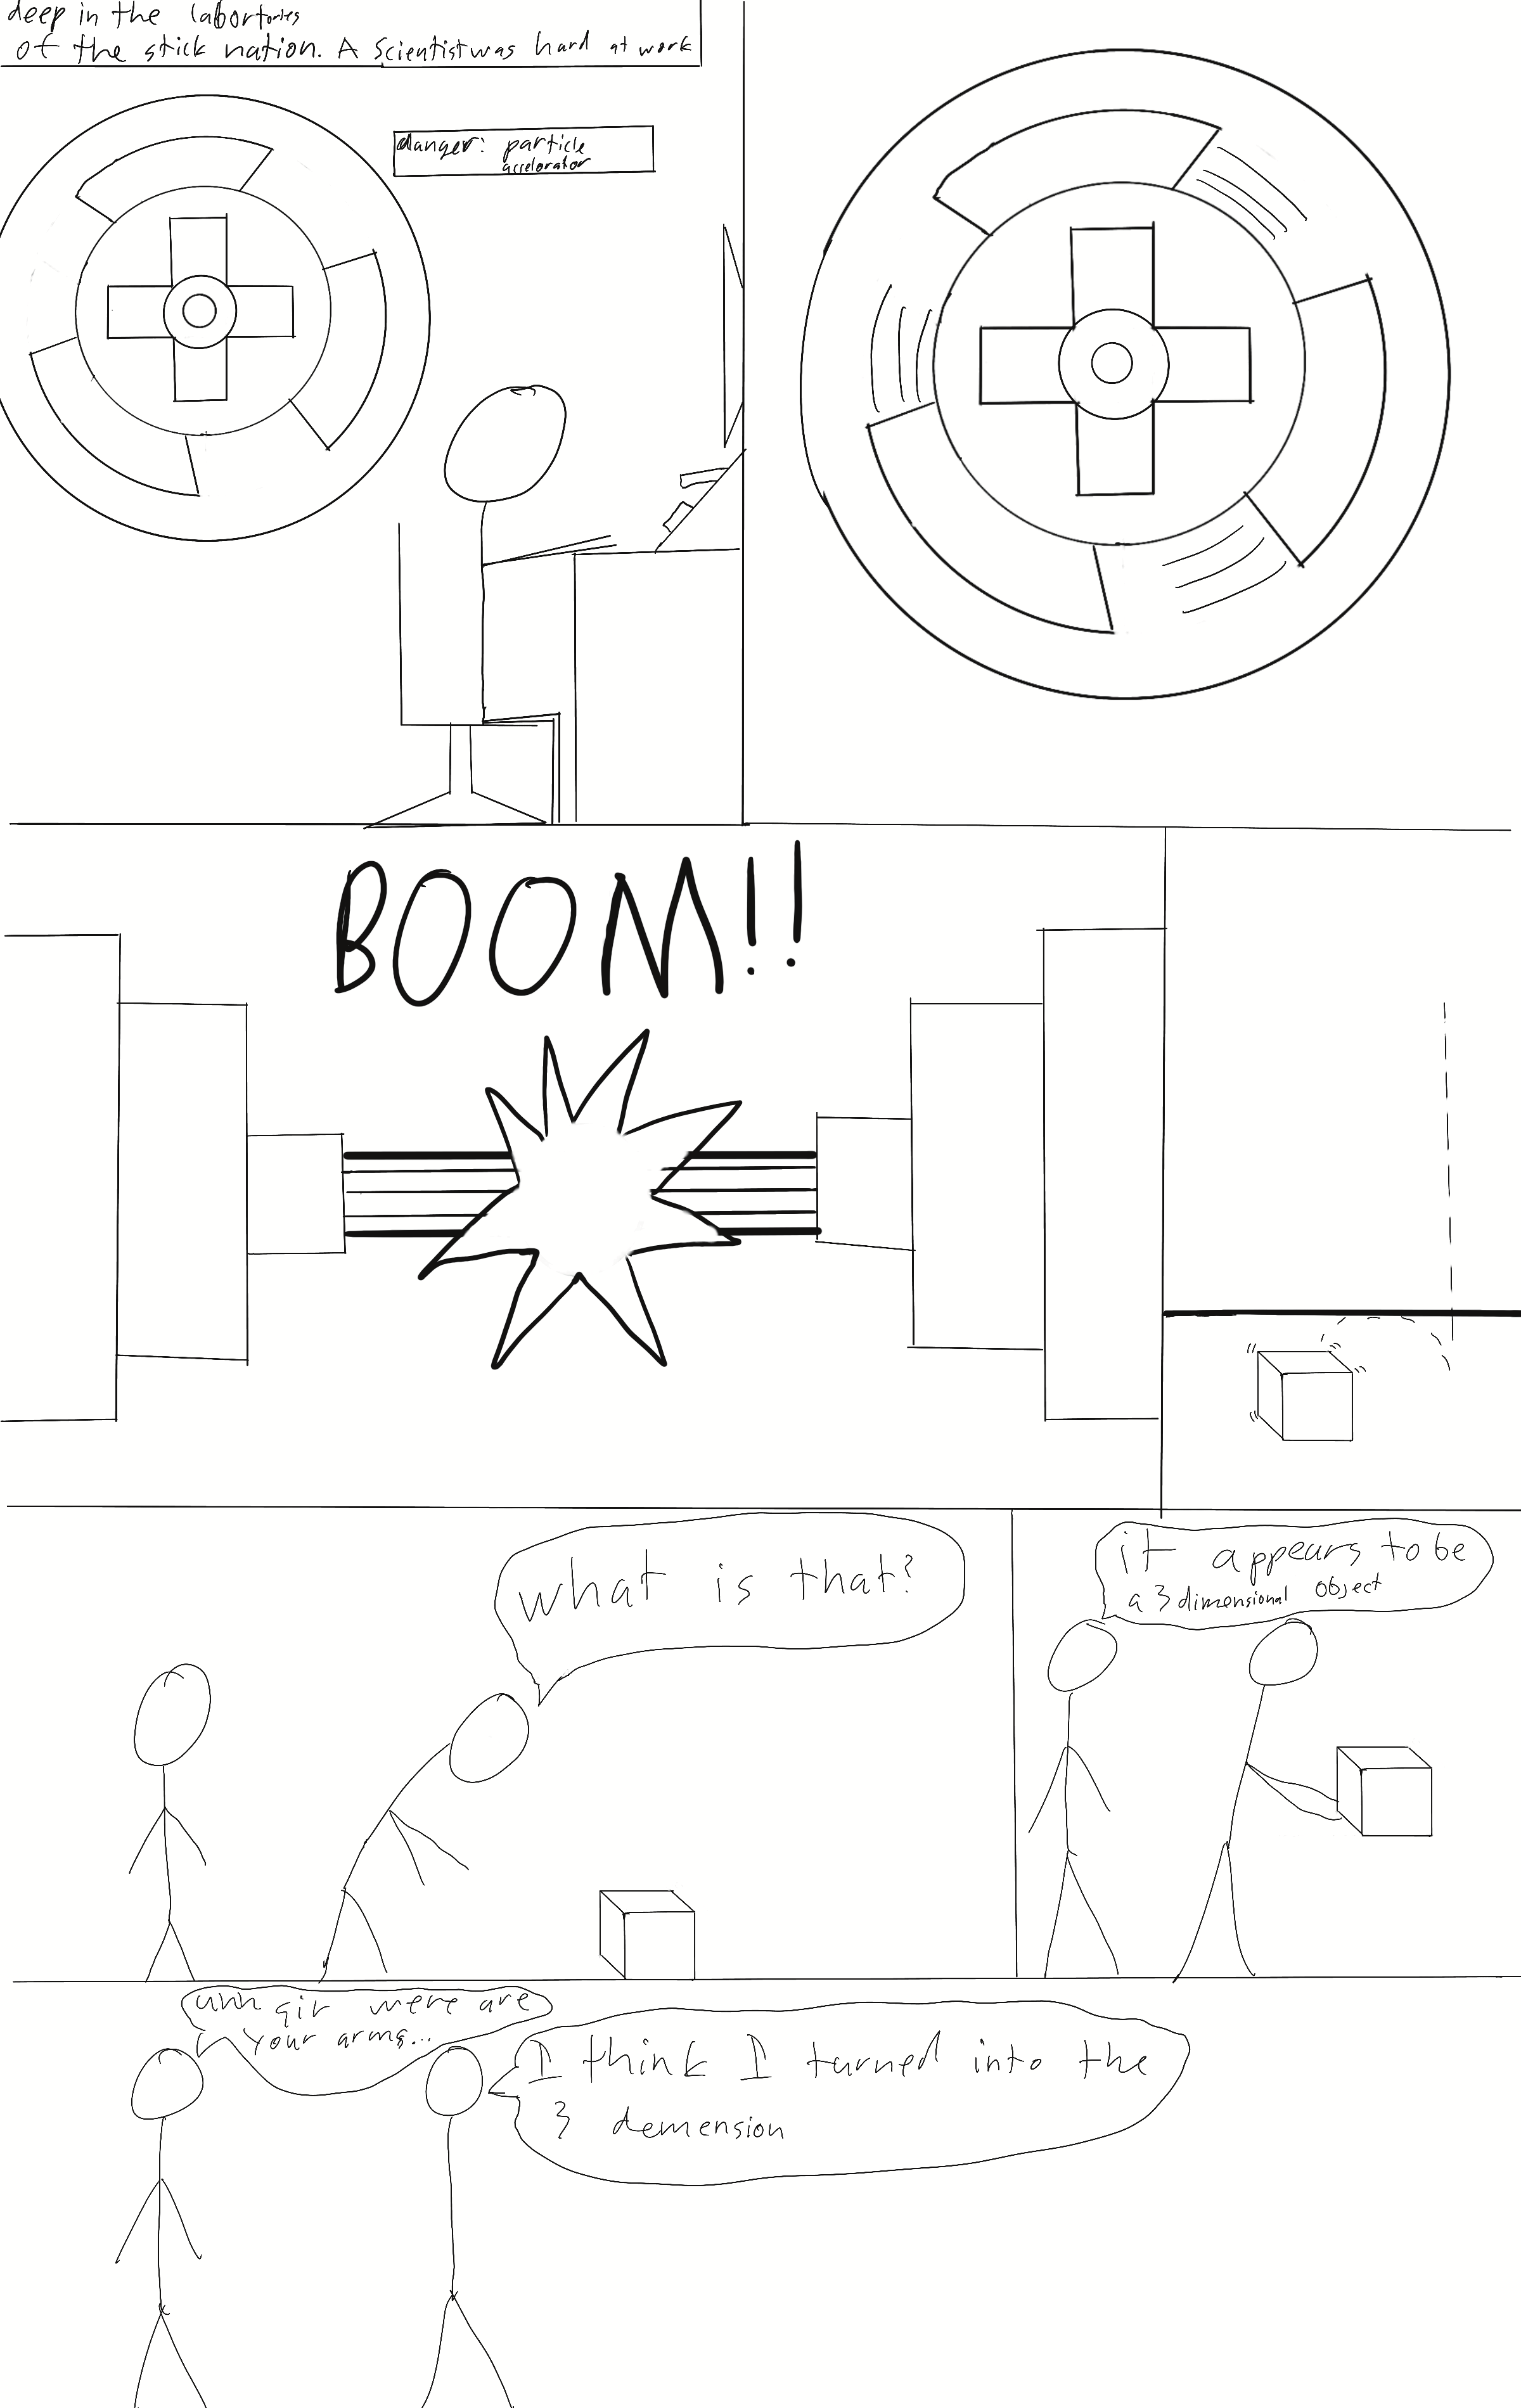 deep in the labortories
of the stick nation. A scientist was hard at work
danger: particle
accelorator
BOOM!!
what is that?
it appears to be
a 3 dimensional object
uhh sir were are
your arms...
I think I turned into the
3 demension